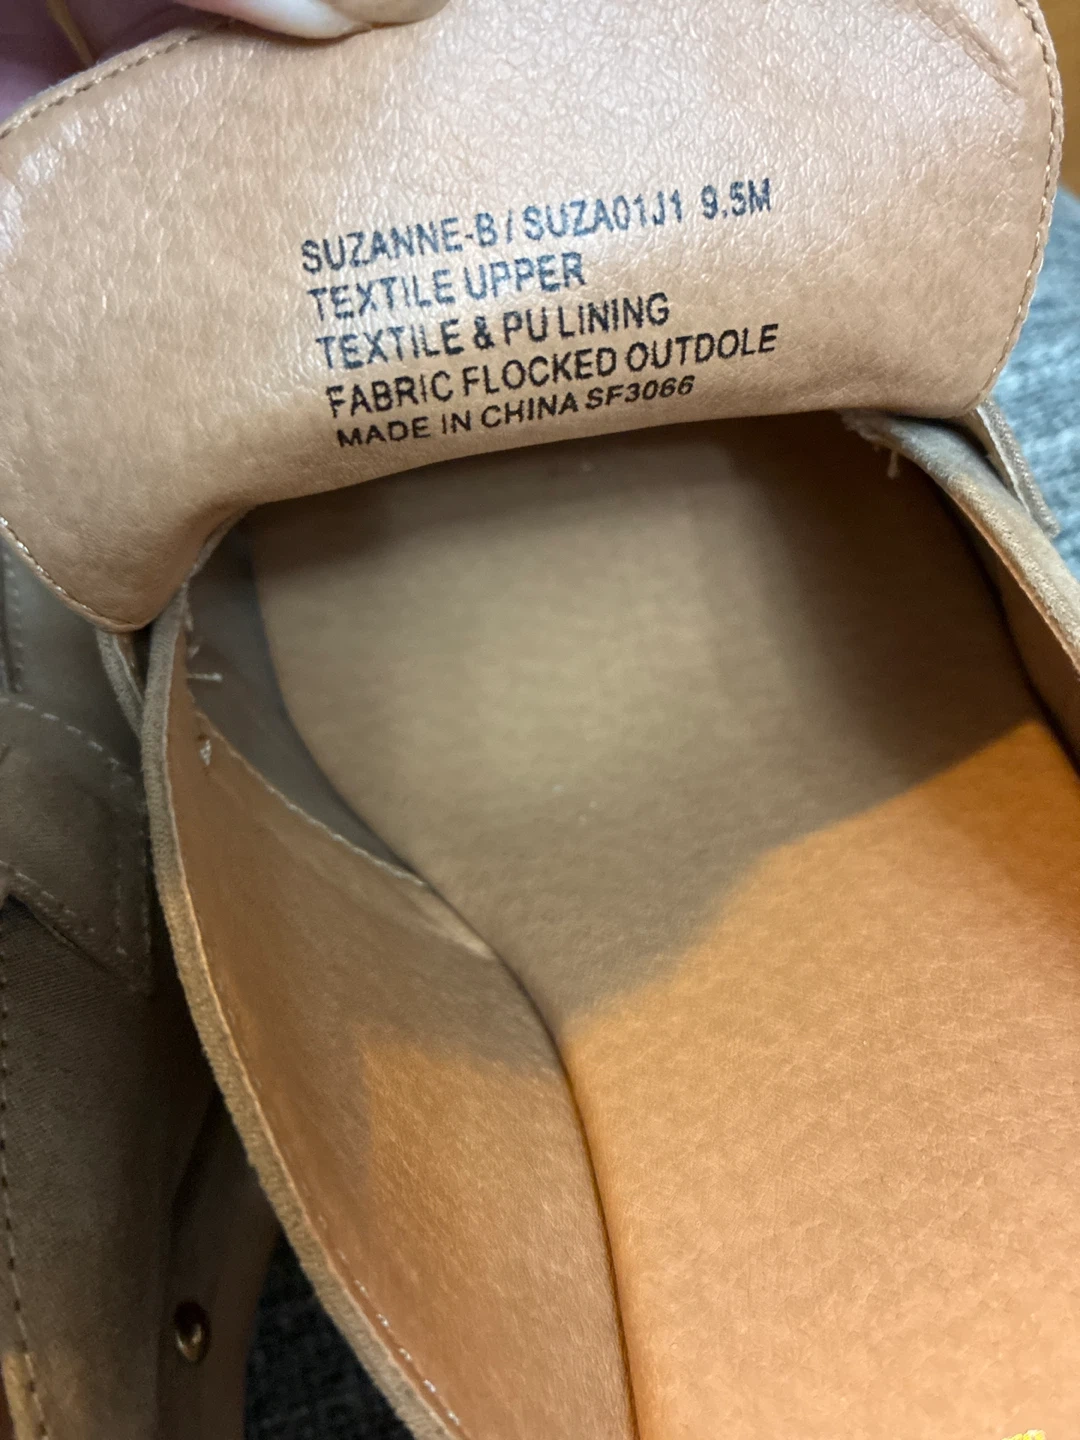 SUZANNE-B / SUZA01J1 9.5M
TEXTILE UPPER
TEXTILE & PU LINING
FABRIC FLOCKED OUTDOLE
MADE IN CHINA SF3066